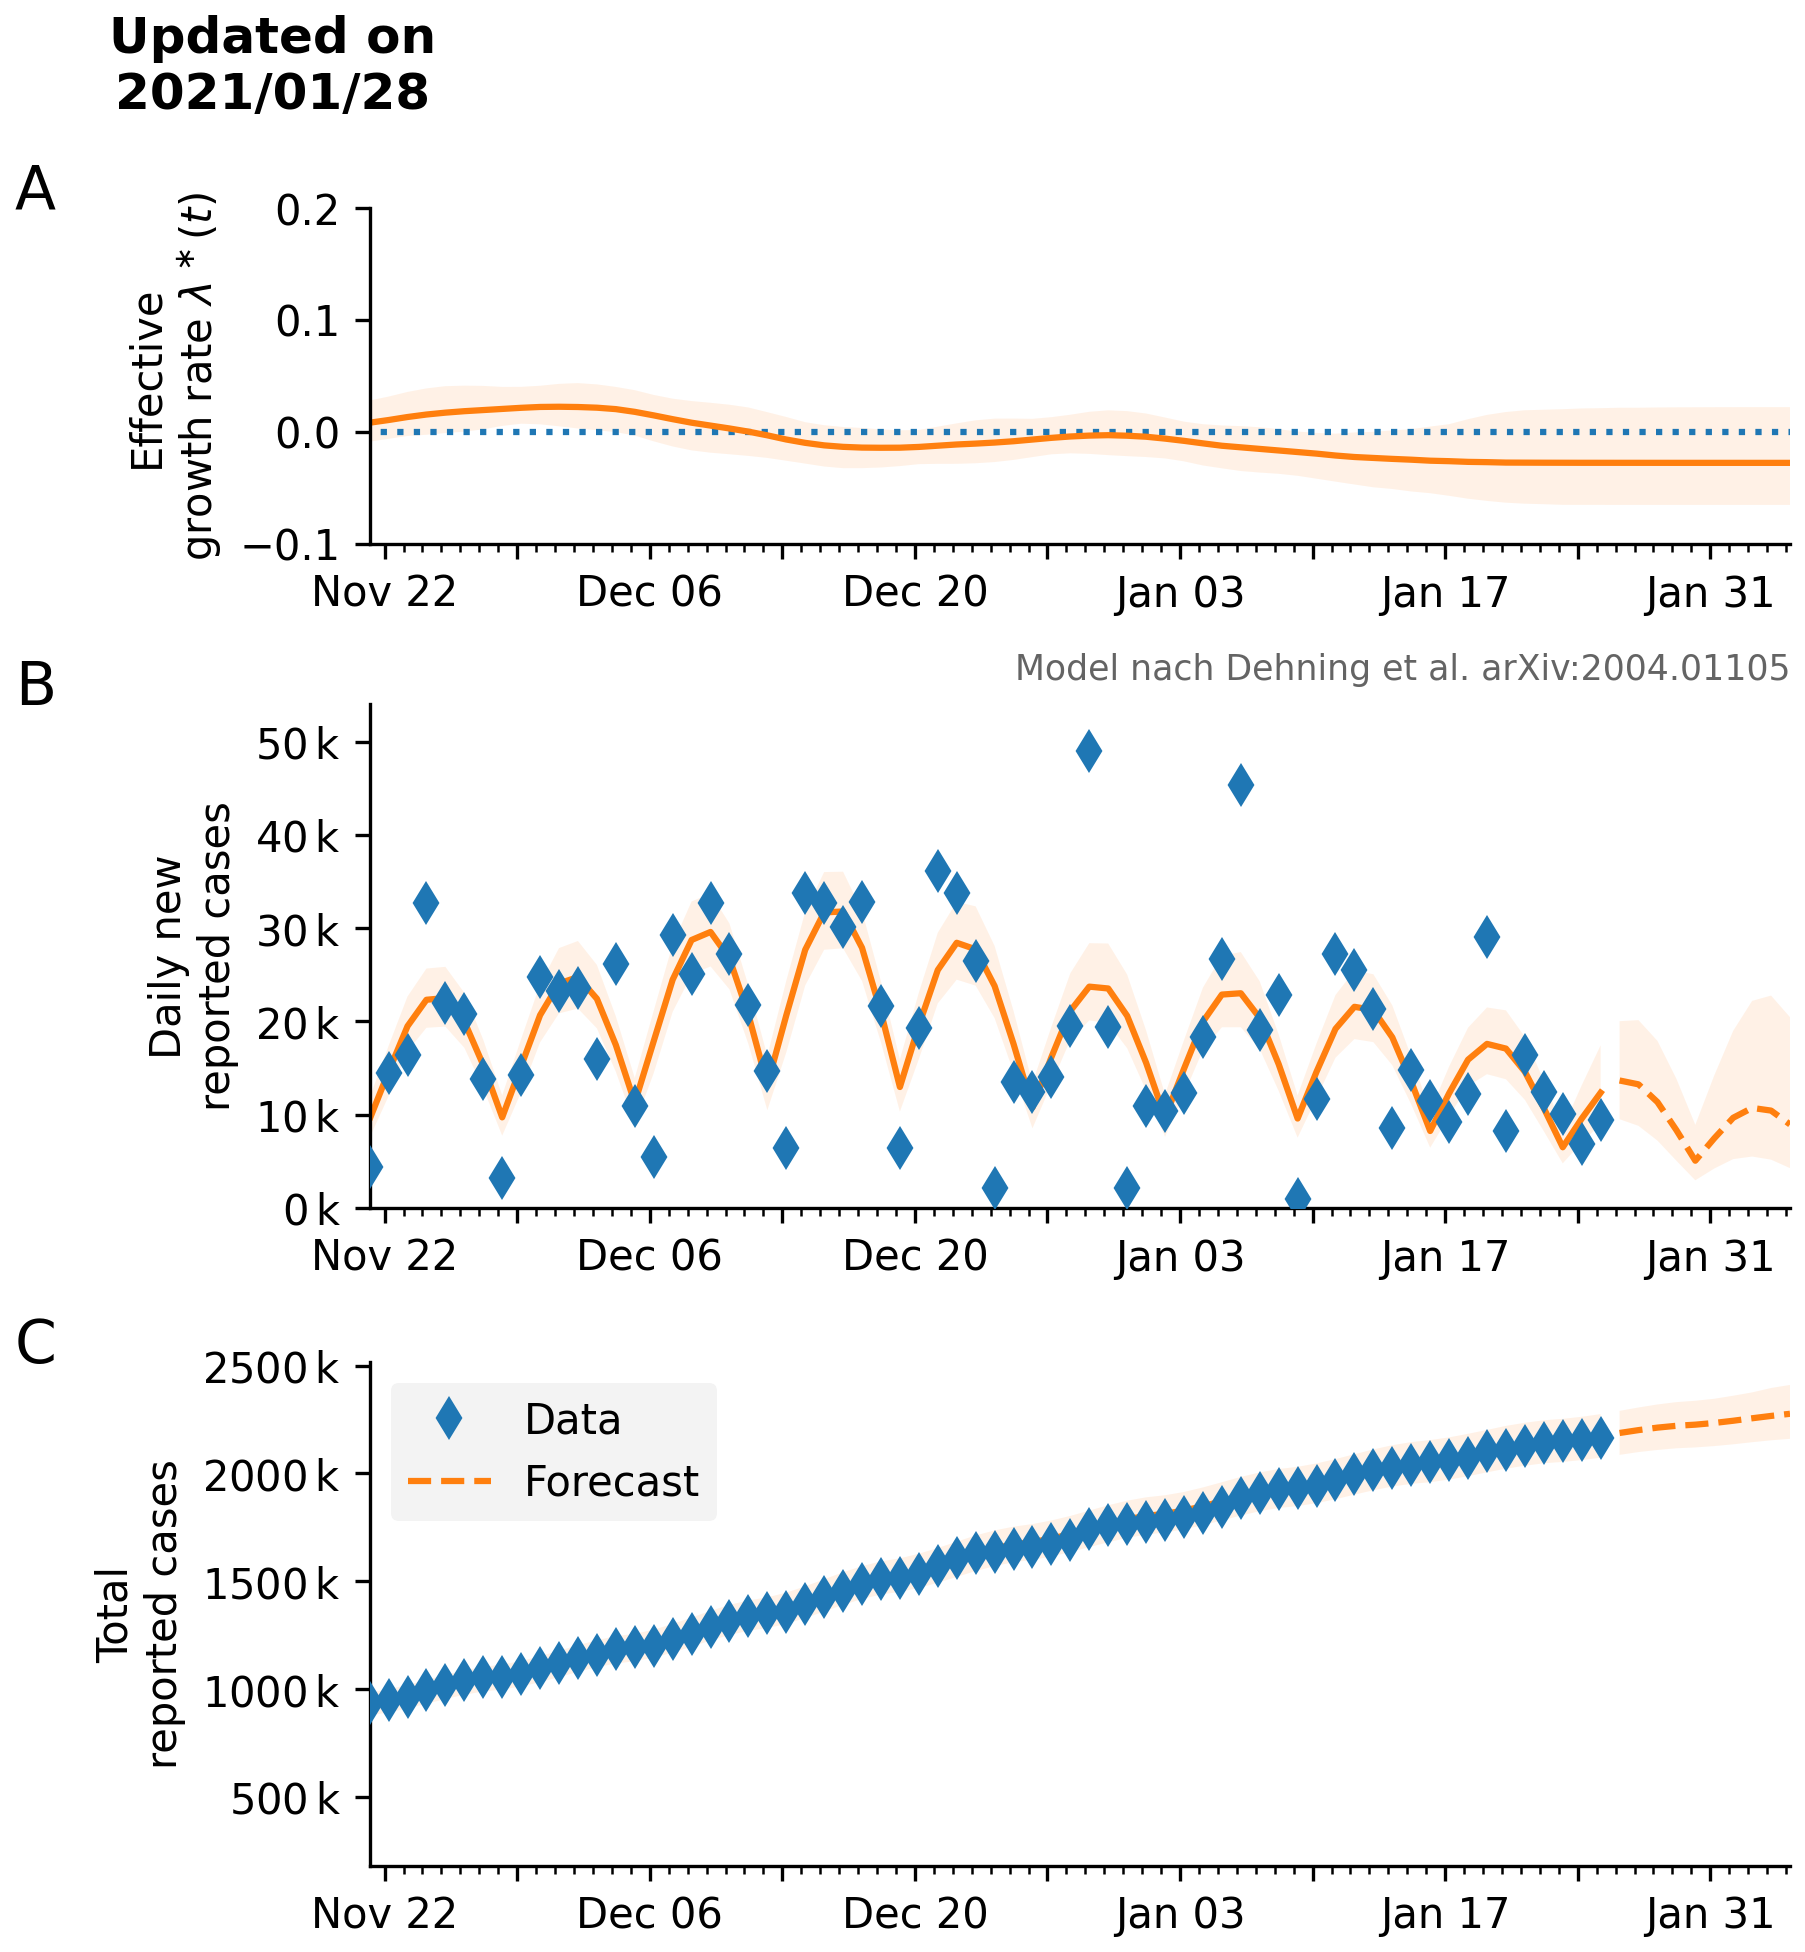 Updated on
2021/01/28
A
Effective
growth rate λ * (t)
0.2
0.1
0.0
−0.1
Nov 22 Dec 06 Dec 20 Jan 03 Jan 17 Jan 31
B
Model nach Dehning et al. arXiv:2004.01105
Daily new
reported cases
50 k
40 k
30 k
20 k
10 k
0 k
Nov 22 Dec 06 Dec 20 Jan 03 Jan 17 Jan 31
C
Total
reported cases
2500 k
2000 k
1500 k
1000 k
500 k
Data
Forecast
Nov 22 Dec 06 Dec 20 Jan 03 Jan 17 Jan 31